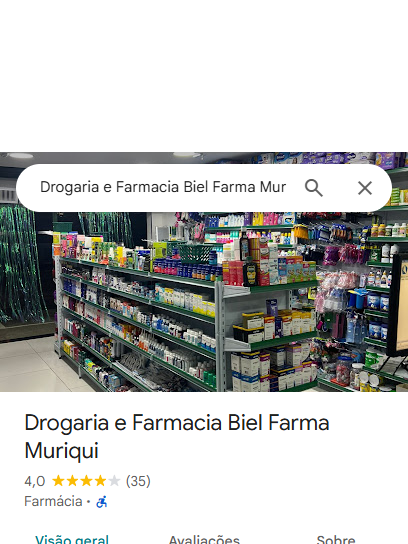 Drogaria e Farmacia Biel Farma Mur
Drogaria e Farmacia Biel Farma
Muriqui
4,0 (35)
Farmácia ·
Visão geral Avaliações Sobre